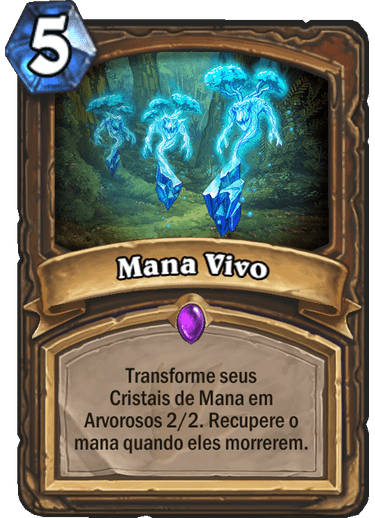 5
Mana Vivo
Transforme seus
Cristais de Mana em
Arvorosos 2/2. Recupere o
mana quando eles morrerem.